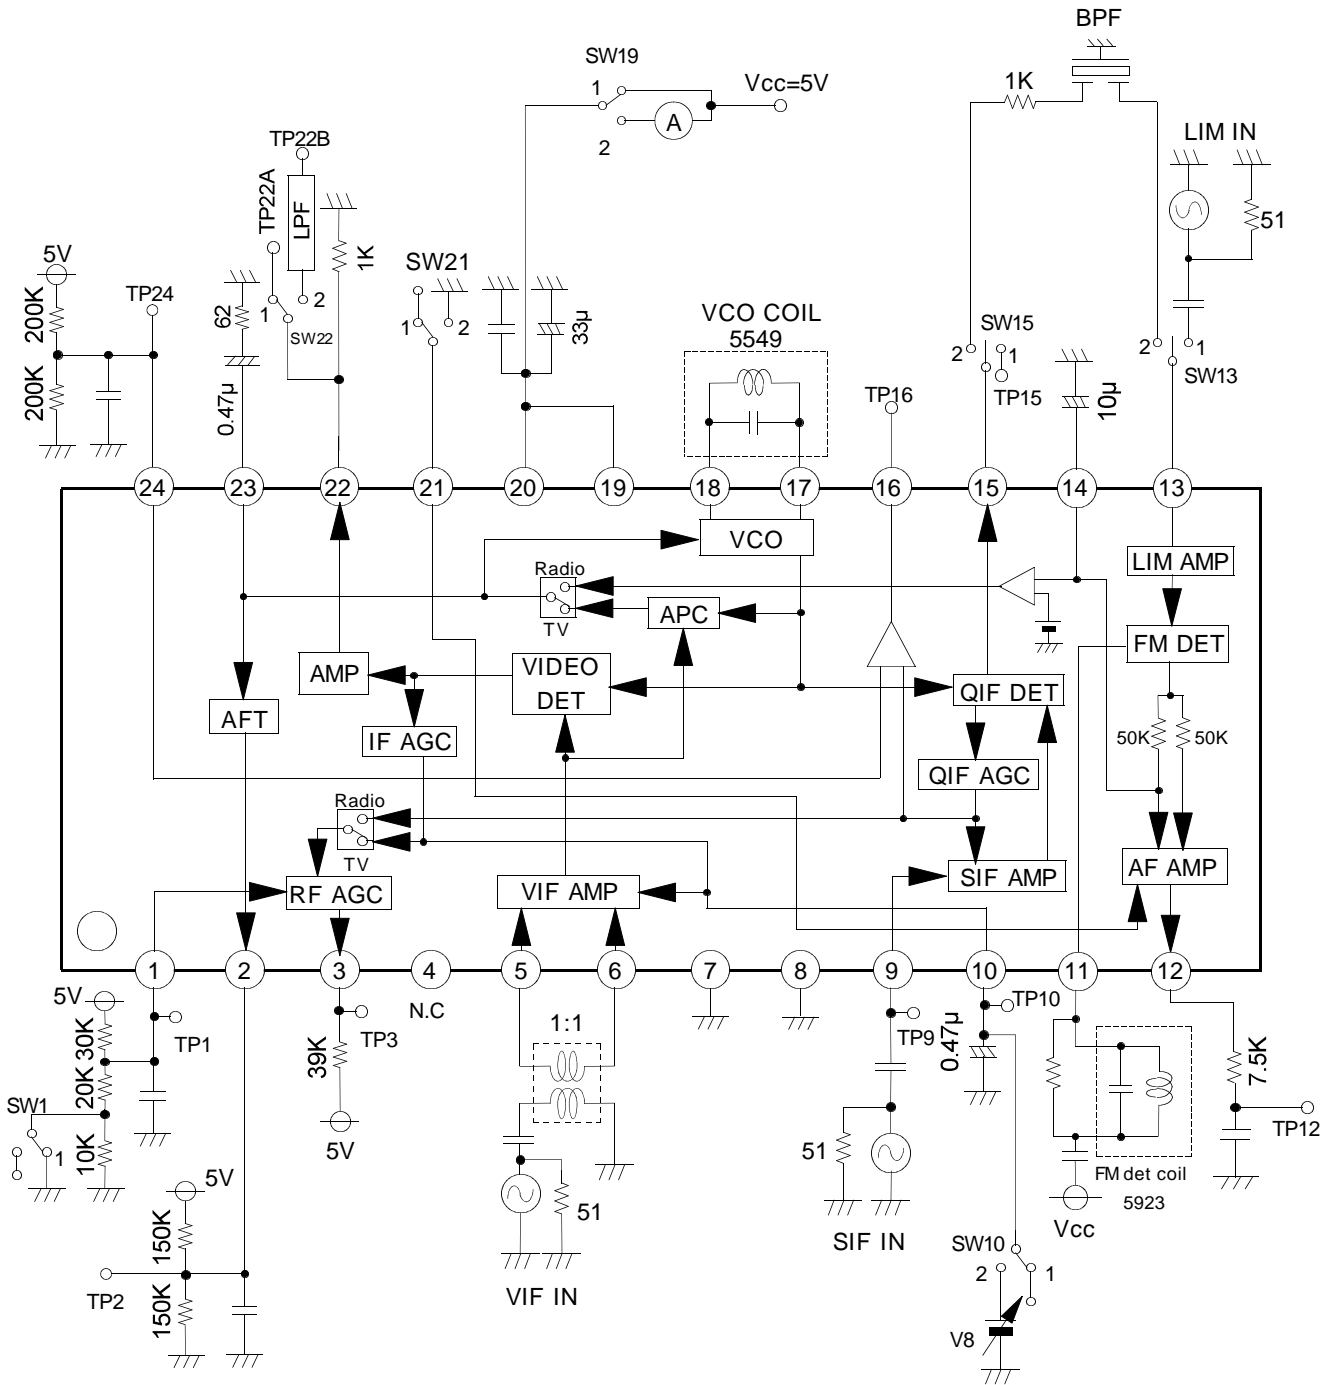 BPF
SW19
1
Vcc=5V
A
2
1K
LIM IN
51
TP22B
TP22A
LPF
1K
5V
TP24
200K
200K
62
0.47µ
1
2
SW22
SW21
1
2
33µ
VCO COIL
5549
TP16
2
SW15
1
TP15
10µ
2
1
SW13
24
23
22
21
20
19
18
17
16
15
14
13
VCO
LIM AMP
Radio
TV
APC
FM DET
AMP
VIDEO
DET
QIF DET
AFT
IF AGC
50K
50K
QIF AGC
Radio
TV
RF AGC
VIF AMP
SIF AMP
AF AMP
1
2
3
4
5
6
7
8
9
10
11
12
N.C
5V
30K
TP1
20K
SW1
1
10K
TP3
39K
5V
1:1
TP9
TP10
0.47µ
7.5K
TP12
51
51
FM det coil
5923
Vcc
5V
150K
TP2
150K
VIF IN
SIF IN
SW10
2
1
V8